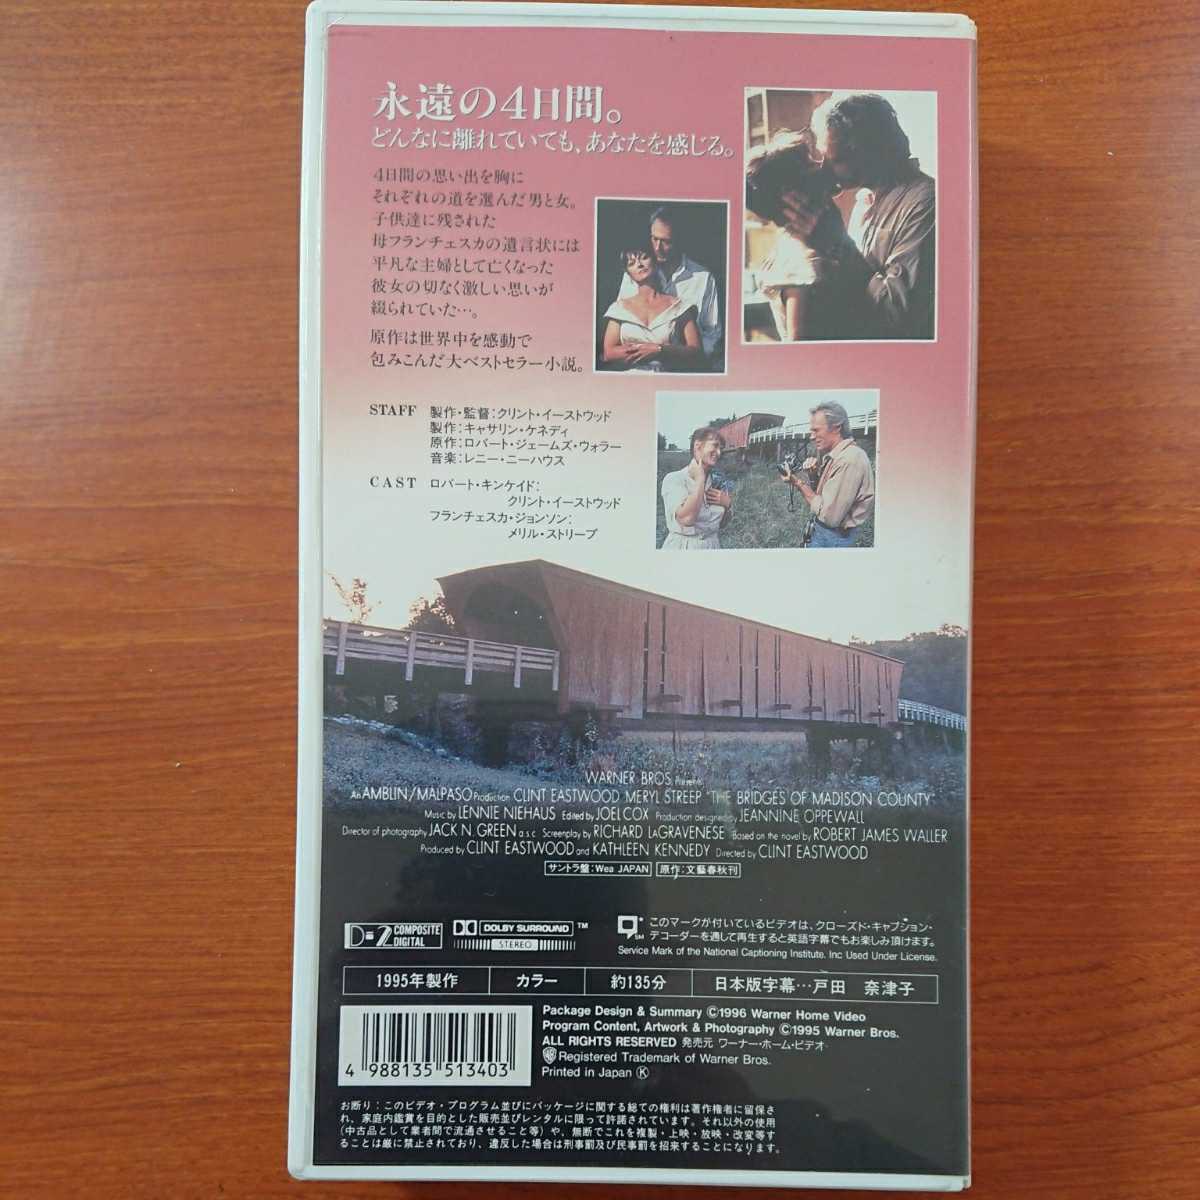 永遠の4日間。
どんなに離れていても、あなたを感じる。
4日間の思い出を胸に
それぞれの道を選んだ男と女。
子供達に残された
母フランチェスカの遺言状には
平凡な主婦として亡くなった
彼女の切なく激しい思いが
綴られていた…。
原作は世界中を感動で
包みこんだ大ベストセラー小説。
STAFF 製作・監督:クリント・イーストウッド
製作:キャサリン・ケネディ
原作:ロバート・ジェームズ・ウォラー
音楽:レニー・ニーハウス
CAST ロバート・キンケイド:
クリント・イーストウッド
フランチェスカ・ジョンソン:
メリル・ストリープ
WARNER BROS. Presents
An AMBLIN/MALPASO Production CLINT EASTWOOD MERYL STREEP "THE BRIDGES OF MADISON COUNTY"
Music by LENNIE NIEHAUS Edited by JOEL COX Production designed by JEANNINE OPPEWALL
Director of photography JACK N. GREEN a.s.c. Screenplay by RICHARD LaGRAVENESE Based on the novel by ROBERT JAMES WALLER
Produced by CLINT EASTWOOD and KATHLEEN KENNEDY Directed by CLINT EASTWOOD
サントラ盤:Wea JAPAN 原作:文藝春秋刊
D-2 COMPOSITE DIGITAL
DOLBY SURROUND ™
STEREO
SM
このマークが付いているビデオは、クローズド・キャプション・
デコーダーを通して再生すると英語字幕でもお楽しみ頂けます。
Service Mark of the National Captioning Institute. Inc Used Under License.
1995年製作 カラー 約135分 日本版字幕…戸田 奈津子
Package Design & Summary ©1996 Warner Home Video
Program Content, Artwork & Photography ©1995 Warner Bros.
ALL RIGHTS RESERVED 発売元 ワーナー・ホーム・ビデオ
Registered Trademark of Warner Bros.
Printed in Japan Ⓚ
4 988135 513403
お断り:このビデオ・プログラム並びにパッケージに関する総ての権利は著作権者に留保さ
れ、家庭内鑑賞を目的とした販売並びレンタルに限って許諾されています。それ以外の使用
(中古品として業者間で流通させること等)や、無断でこれを複製・上映・放映・改変等す
ることは厳に禁止されており、違反した場合は刑事罰及び民事罰を招来することになります。